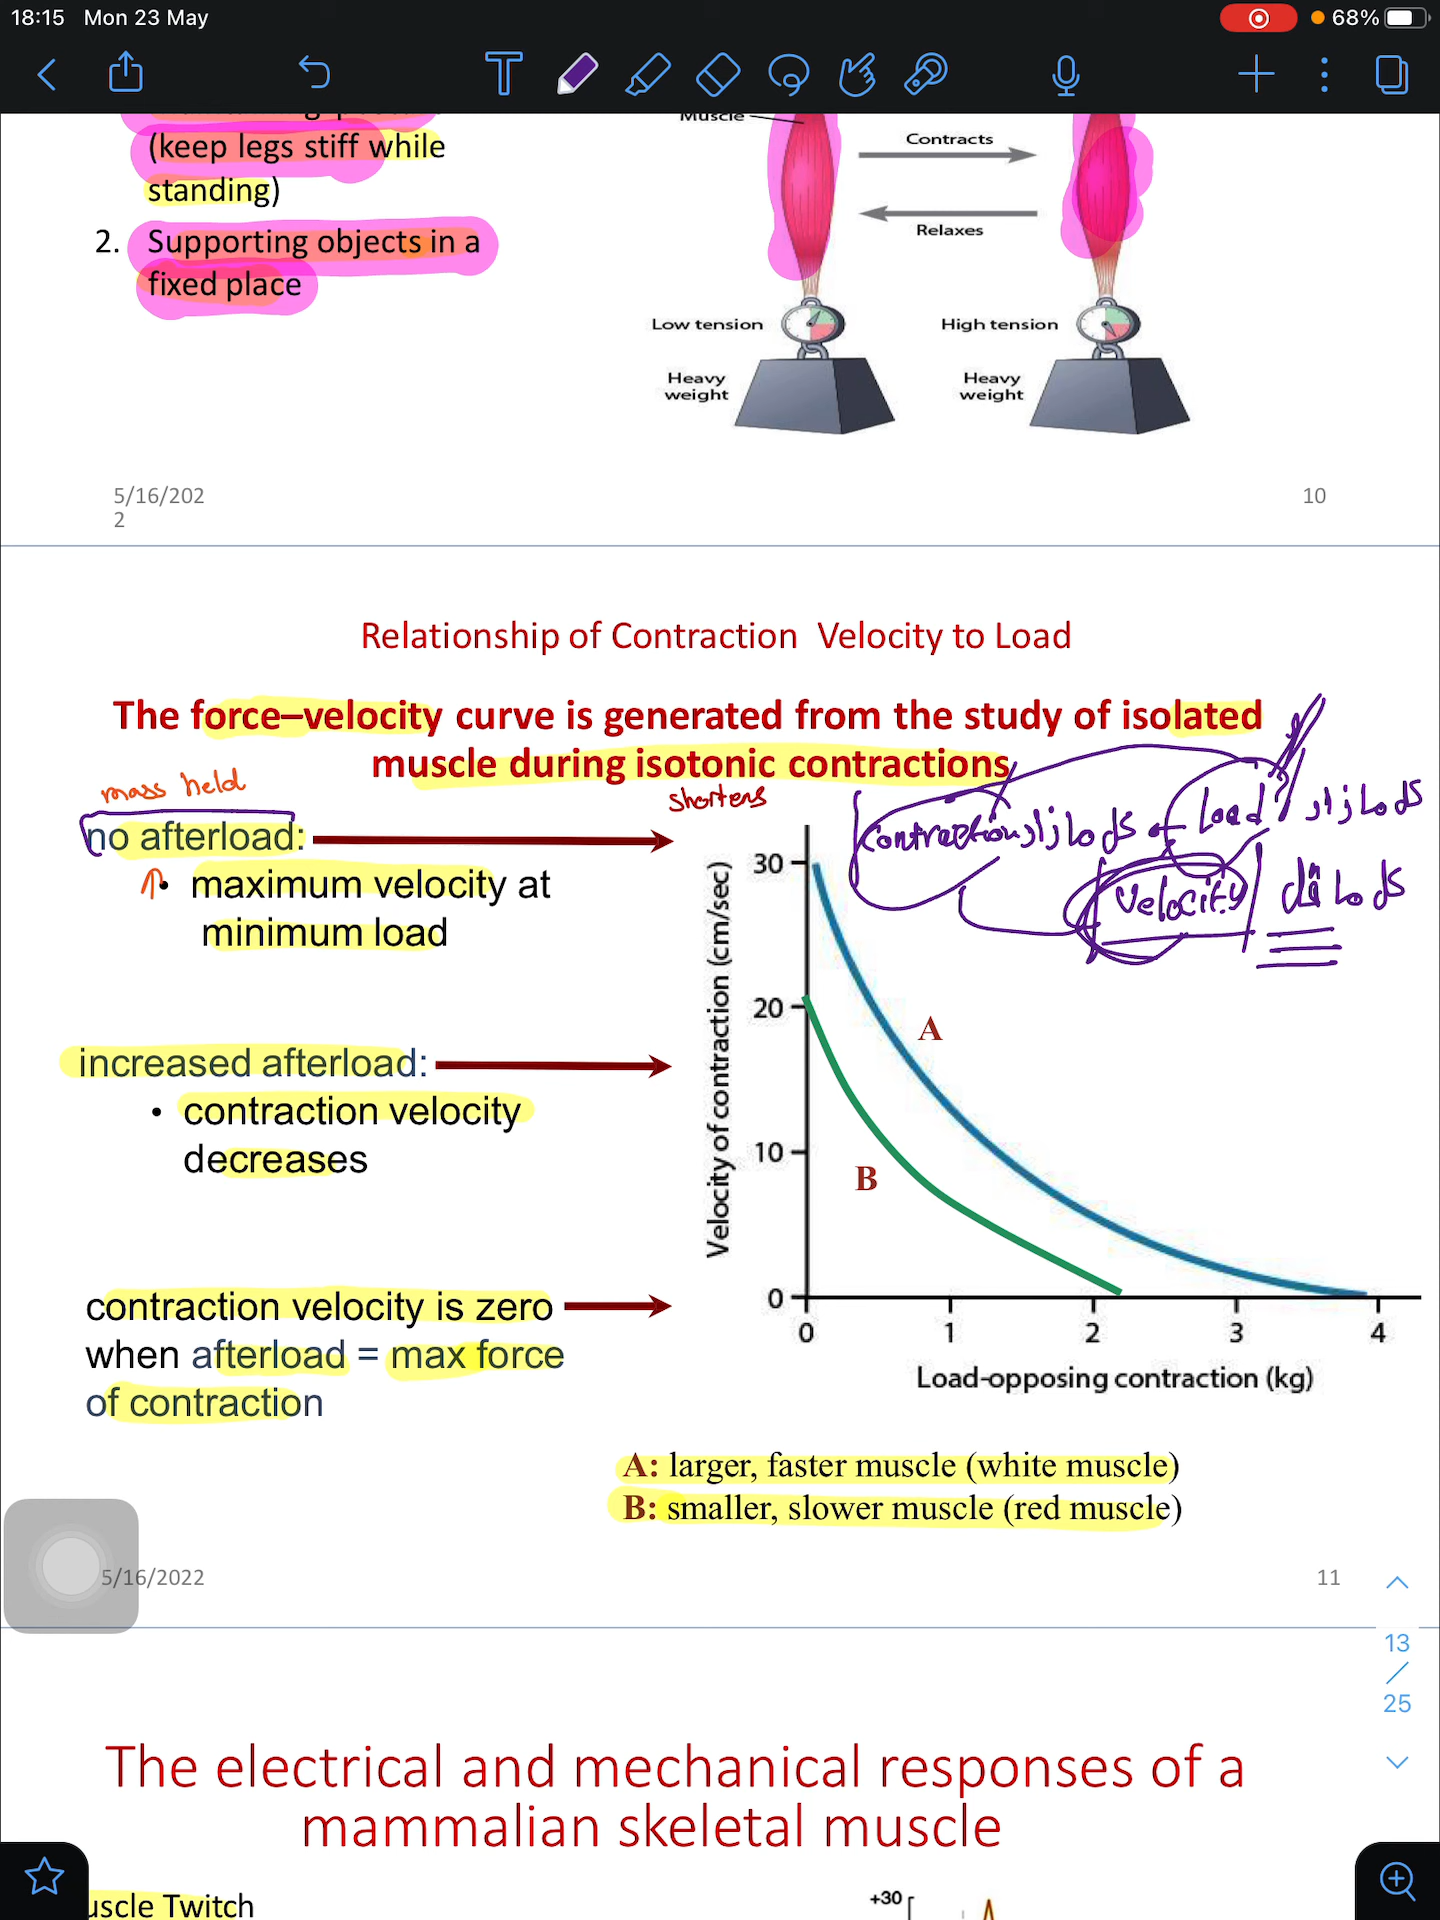 18:15 Mon 23 May
68%
(keep legs stiff while
standing)
2. Supporting objects in a
fixed place
Muscle
Contracts
Relaxes
Low tension
High tension
Heavy
weight
Heavy
weight
5/16/202
2
10
Relationship of Contraction Velocity to Load
The force–velocity curve is generated from the study of isolated
muscle during isotonic contractions
mass held
shortens
no afterload:
• maximum velocity at
minimum load
load
contraction
velocity
increased afterload:
• contraction velocity
decreases
contraction velocity is zero
when afterload = max force
of contraction
Velocity of contraction (cm/sec)
30
20
10
0
A
B
0 1 2 3 4
Load-opposing contraction (kg)
A: larger, faster muscle (white muscle)
B: smaller, slower muscle (red muscle)
5/16/2022
11
13
/
25
The electrical and mechanical responses of a
mammalian skeletal muscle
uscle Twitch
+30